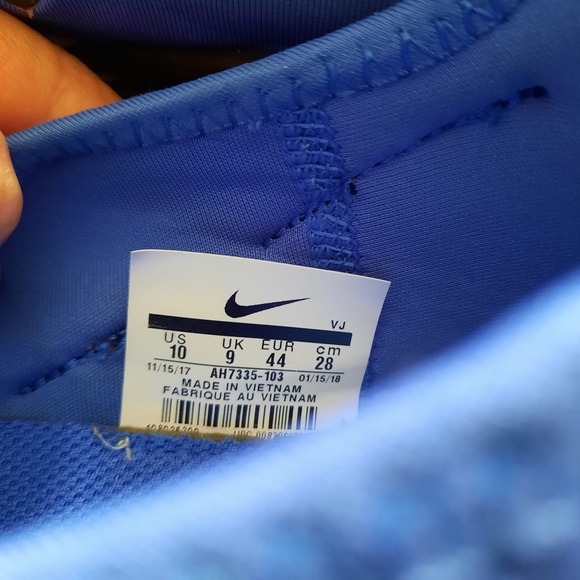 VJ
US UK EUR cm
10 9 44 28
11/15/17 AH7335-103 01/15/18
MADE IN VIETNAM
FABRIQUE AU VIETNAM